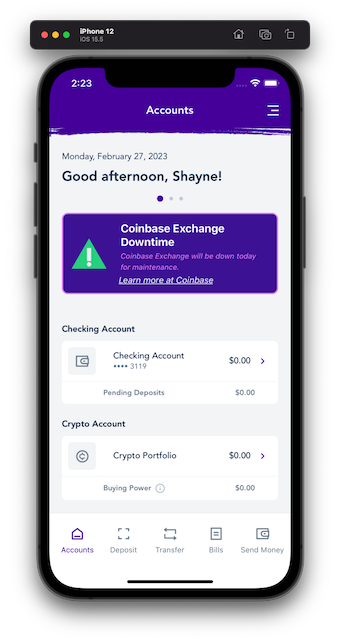 iPhone 12
iOS 15.5
2:23
Accounts
Monday, February 27, 2023
Good afternoon, Shayne!
Coinbase Exchange
Downtime
Coinbase Exchange will be down today
for maintenance.
Learn more at Coinbase
Checking Account
Checking Account $0.00
•••• 3119
Pending Deposits $0.00
Crypto Account
Crypto Portfolio $0.00
Buying Power $0.00
Accounts Deposit Transfer Bills Send Money